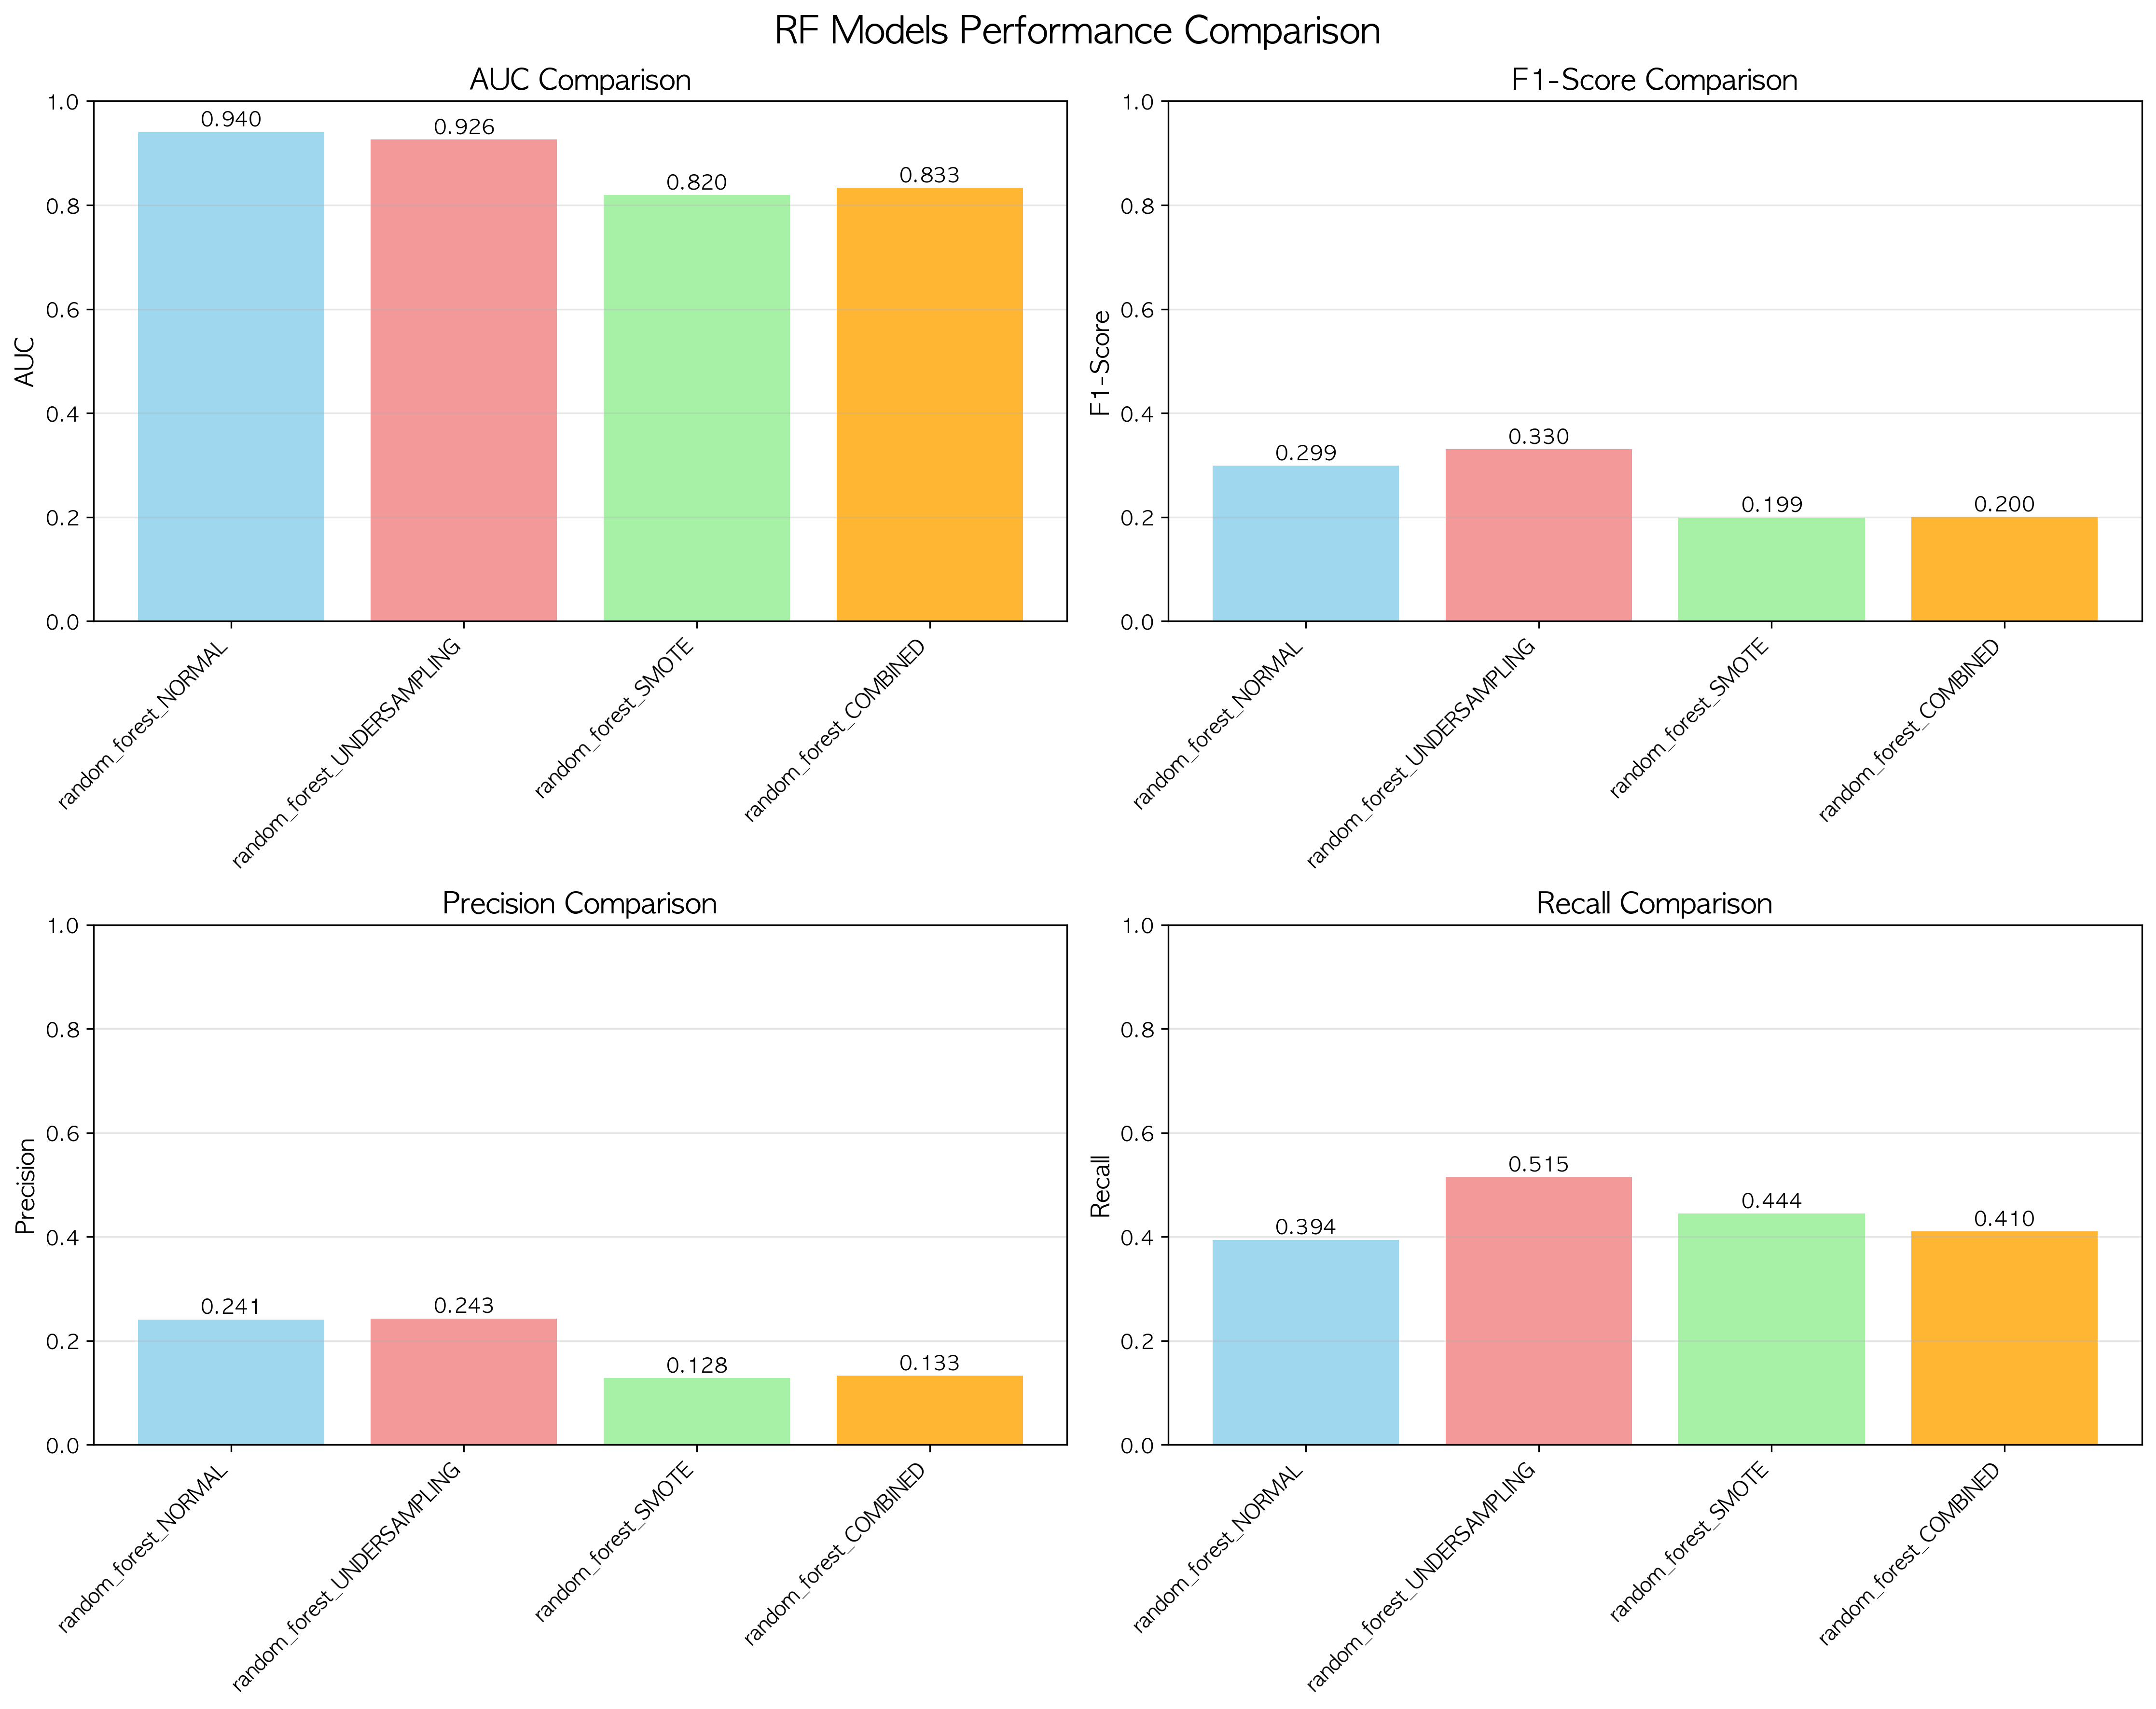 RF Models Performance Comparison
AUC Comparison
1.0
0.8
0.6
0.4
0.2
0.0
AUC
0.940
0.926
0.820
0.833
random_forest_NORMAL
random_forest_UNDERSAMPLING
random_forest_SMOTE
random_forest_COMBINED
F1-Score Comparison
1.0
0.8
0.6
0.4
0.2
0.0
F1-Score
0.299
0.330
0.199
0.200
random_forest_NORMAL
random_forest_UNDERSAMPLING
random_forest_SMOTE
random_forest_COMBINED
Precision Comparison
1.0
0.8
0.6
0.4
0.2
0.0
Precision
0.241
0.243
0.128
0.133
random_forest_NORMAL
random_forest_UNDERSAMPLING
random_forest_SMOTE
random_forest_COMBINED
Recall Comparison
1.0
0.8
0.6
0.4
0.2
0.0
Recall
0.394
0.515
0.444
0.410
random_forest_NORMAL
random_forest_UNDERSAMPLING
random_forest_SMOTE
random_forest_COMBINED